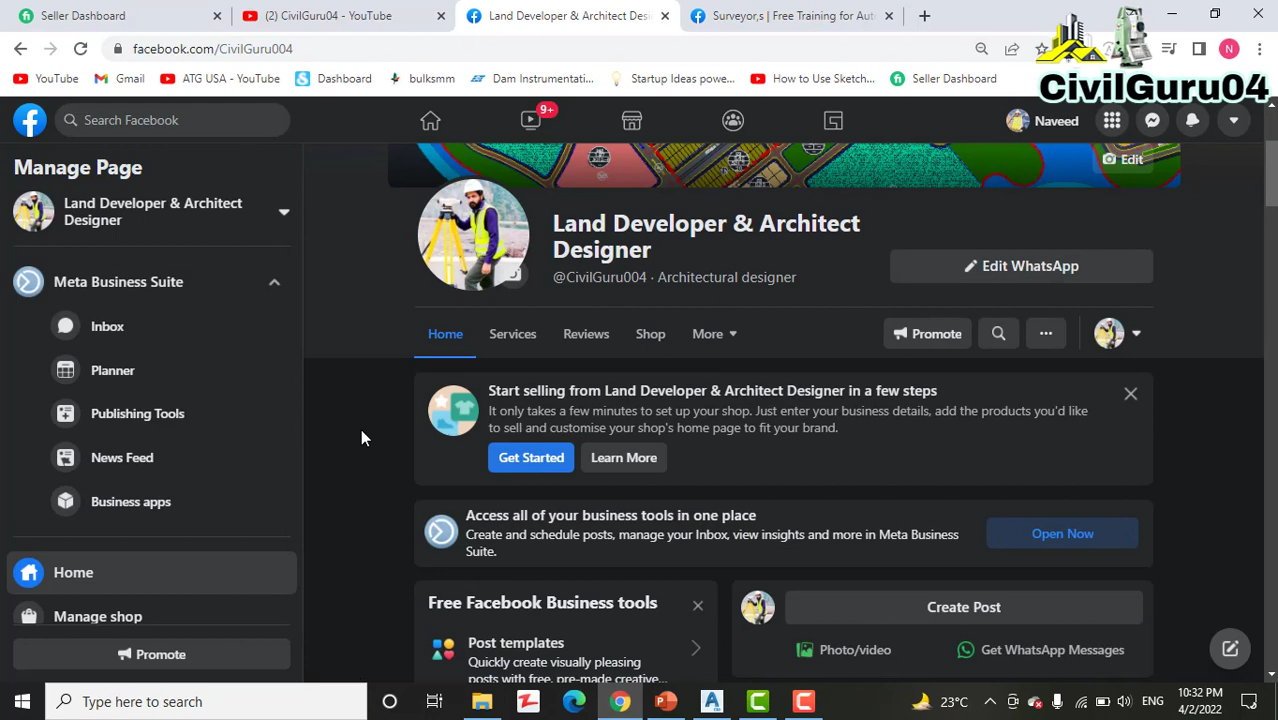 Seller Dashboard
(2) CivilGuru04 - YouTube
Land Developer & Architect Des
Surveyor,s | Free Training for Aut
facebook.com/CivilGuru004
N
YouTube
Gmail
ATG USA - YouTube
Dashboard
bulksmm
Dam Instrumentati...
Startup Ideas powe...
How to Use Sketch...
Seller Dashboard
CivilGuru04
Search Facebook
9+
Naveed
Manage Page
Land Developer & Architect
Designer
Meta Business Suite
Inbox
Planner
Publishing Tools
News Feed
Business apps
Home
Manage shop
Promote
Edit
Land Developer & Architect
Designer
@CivilGuru004 · Architectural designer
Edit WhatsApp
Home
Services
Reviews
Shop
More
Promote
Start selling from Land Developer & Architect Designer in a few steps
It only takes a few minutes to set up your shop. Just enter your business details, add the products you'd like
to sell and customise your shop's home page to fit your brand.
Get Started
Learn More
Access all of your business tools in one place
Create and schedule posts, manage your Inbox, view insights and more in Meta Business
Suite.
Open Now
Free Facebook Business tools
Post templates
Quickly create visually pleasing
posts with free, pre-made creative
Create Post
Photo/video
Get WhatsApp Messages
Type here to search
23°C
ENG
10:32 PM
4/2/2022